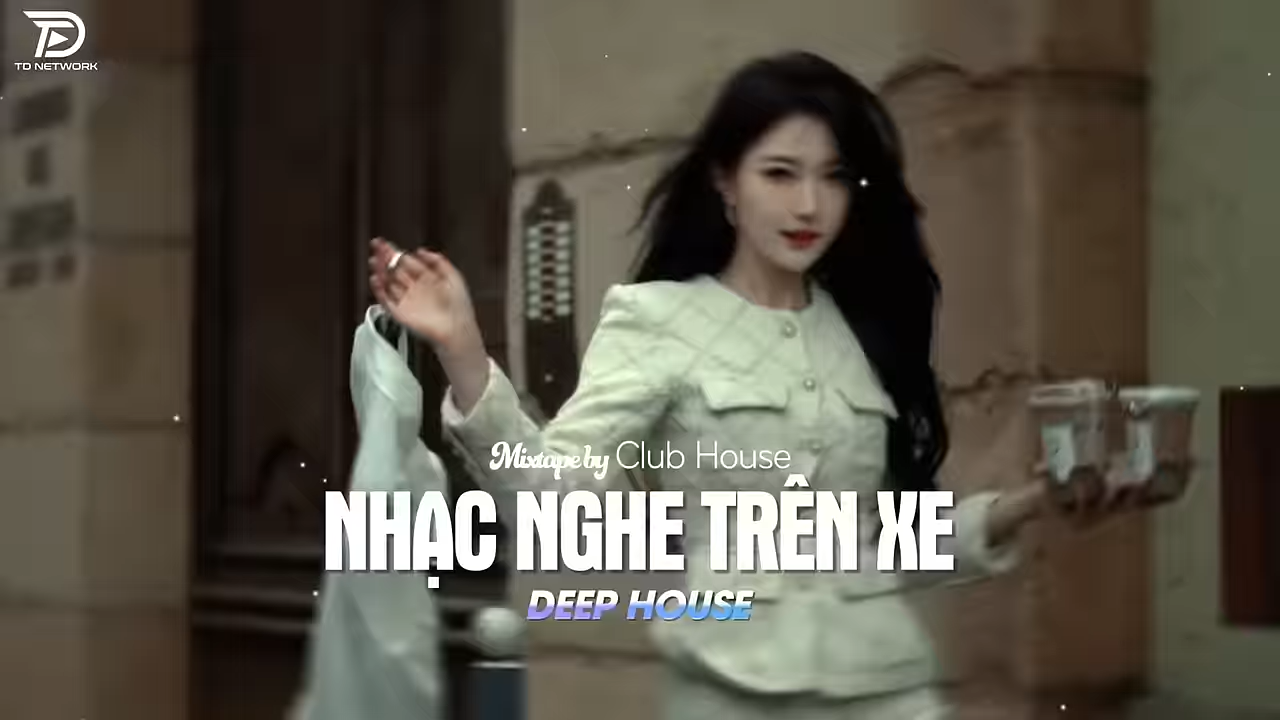 TD NETWORK
Mixtape by Club House
NHẠC NGHE TRÊN XE
DEEP HOUSE